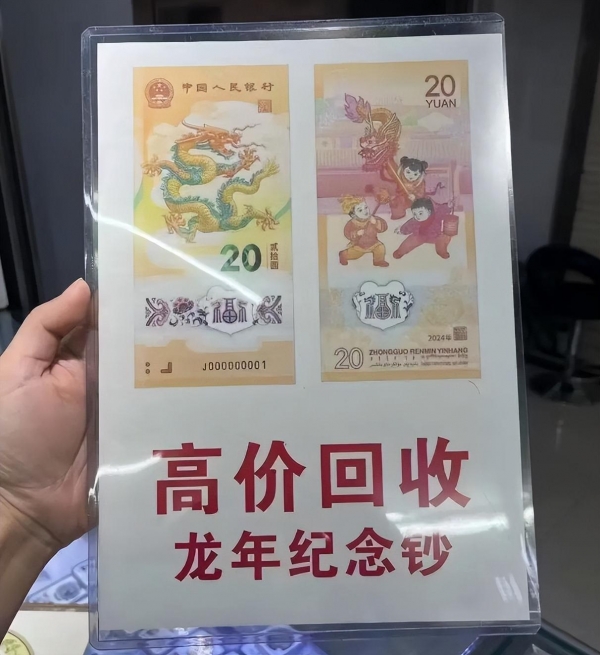 中国人民银行
20
贰拾圆
J000000001
20
YUAN
2024年
20
ZHONGGUO RENMIN YINHANG
高价回收
龙年纪念钞